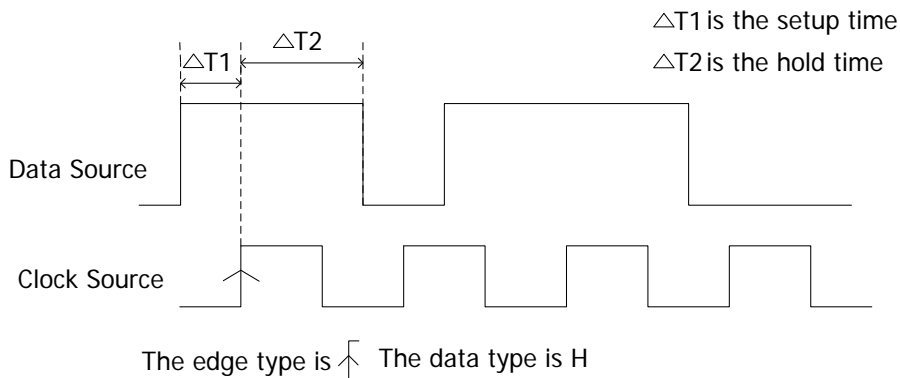 △T1 is the setup time
△T2
△T1
△T2 is the hold time
Data Source
Clock Source
The edge type is
The data type is H